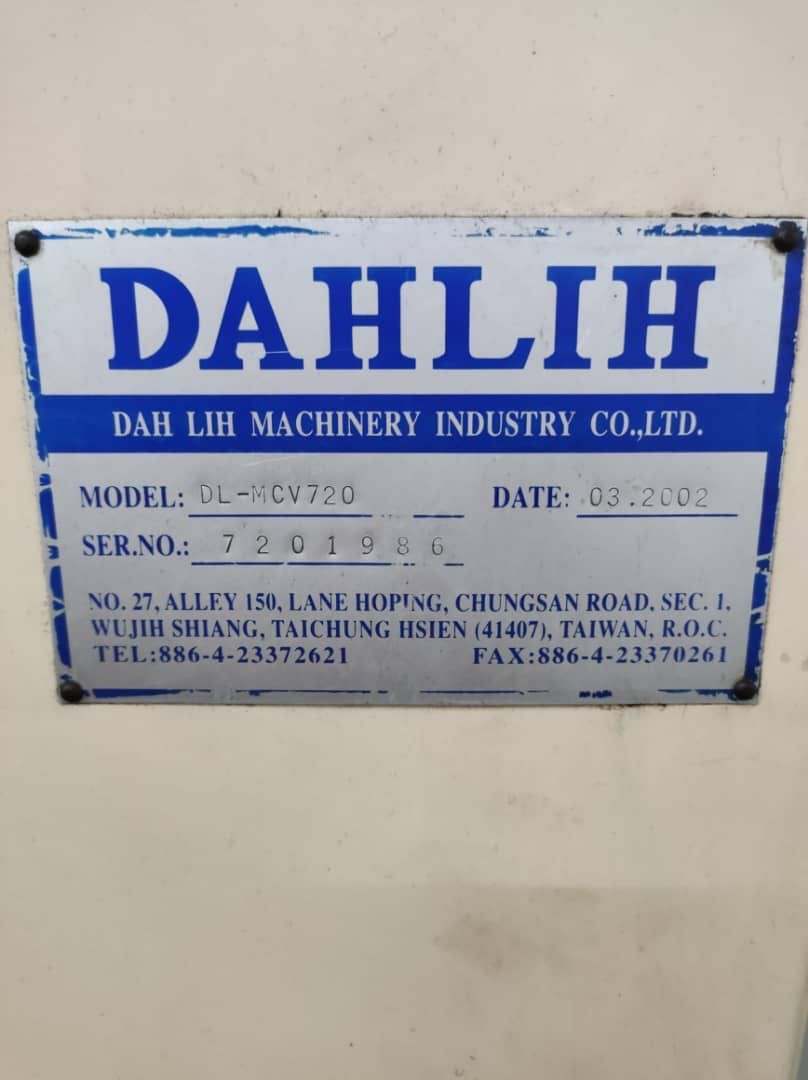 DAHLIH
DAH LIH MACHINERY INDUSTRY CO.,LTD.
MODEL: DL-MCV720 DATE: 03.2002
SER.NO.: 7201986
NO. 27, ALLEY 150, LANE HOPING, CHUNGSAN ROAD, SEC. 1,
WUJIH SHIANG, TAICHUNG HSIEN (41407), TAIWAN, R.O.C.
TEL:886-4-23372621 FAX:886-4-23370261